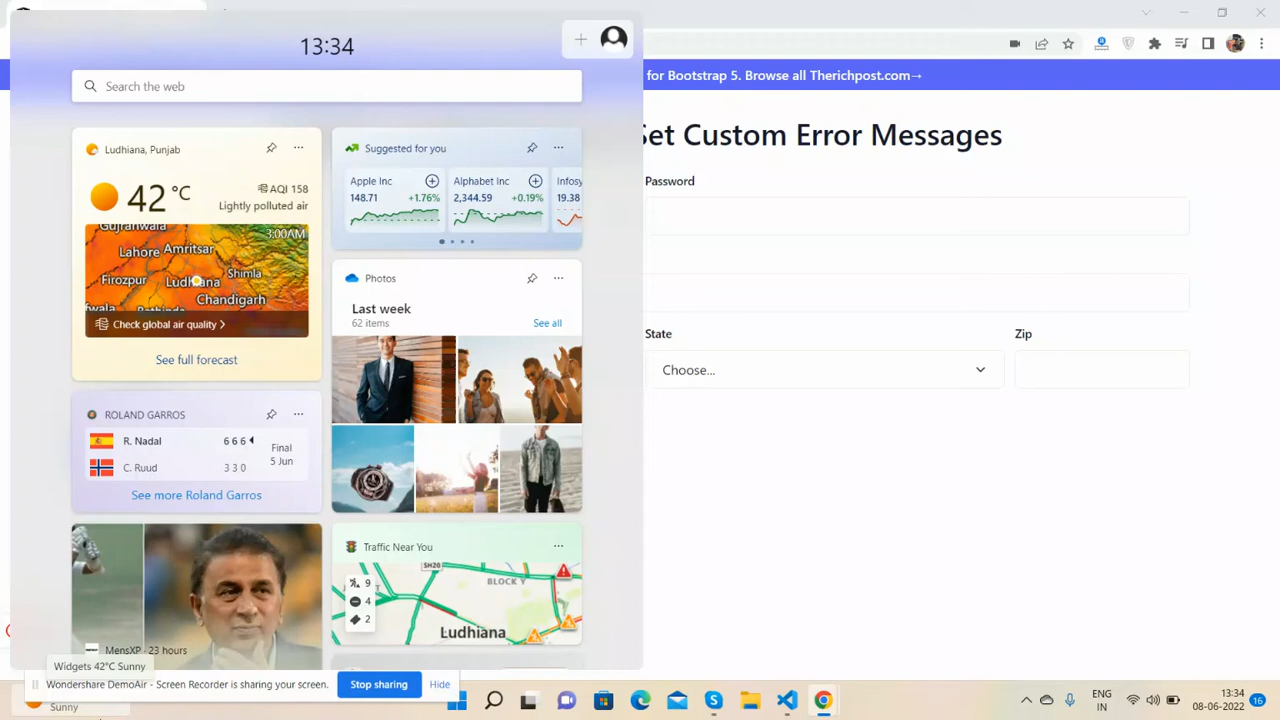 13:34
Search the web
Ludhiana, Punjab
42 °C
AQI 158
Lightly polluted air
3:00AM
Gujranwala
Lahore Amritsar
Firozpur Ludhiana Shimla
Chandigarh
Check global air quality
See full forecast
Suggested for you
Apple Inc
148.71 +1.76%
Alphabet Inc
2,344.59 +0.19%
Infosy
19.38
Photos
Last week
62 items
See all
ROLAND GARROS
R. Nadal 6 6 6
C. Ruud 3 3 0
Final
5 Jun
See more Roland Garros
MensXP · 23 hours
Traffic Near You
SH20
BLOCK Y
9
4
2
Ludhiana
for Bootstrap 5. Browse all Therichpost.com→
Set Custom Error Messages
Password
State
Zip
Choose...
Widgets 42°C Sunny
Wondershare DemoAir - Screen Recorder is sharing your screen.
Stop sharing
Hide
Sunny
ENG
IN
13:34
08-06-2022
16